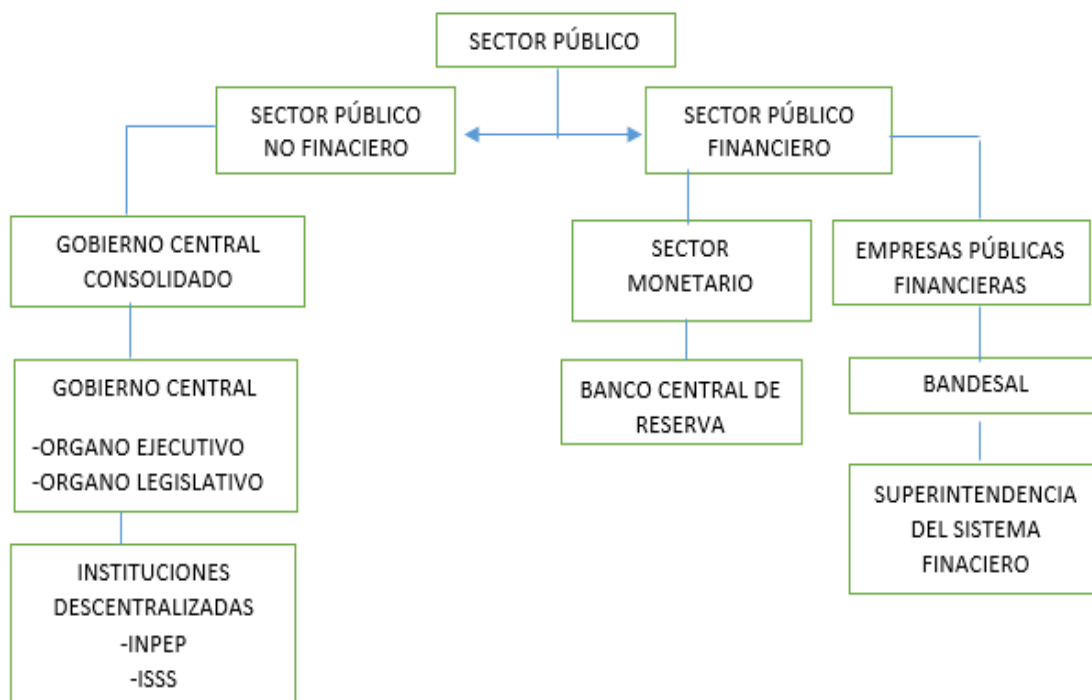 SECTOR PÚBLICO
SECTOR PÚBLICO
NO FINACIERO
SECTOR PÚBLICO
FINANCIERO
GOBIERNO CENTRAL
CONSOLIDADO
SECTOR
MONETARIO
EMPRESAS PÚBLICAS
FINANCIERAS
GOBIERNO CENTRAL
-ORGANO EJECUTIVO
-ORGANO LEGISLATIVO
BANCO CENTRAL DE
RESERVA
BANDESAL
SUPERINTENDENCIA
DEL SISTEMA
FINACIERO
INSTITUCIONES
DESCENTRALIZADAS
-INPEP
-ISSS